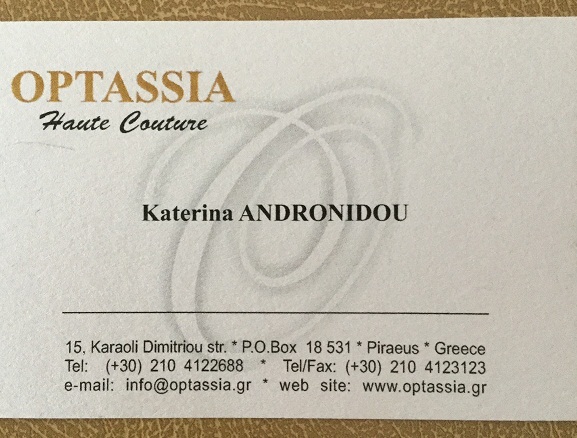 OPTASSIA
Haute Couture
Katerina ANDRONIDOU
15, Karaoli Dimitriou str. * P.O.Box 18 531 * Piraeus * Greece
Tel: (+30) 210 4122688 * Tel/Fax: (+30) 210 4123123
e-mail: info@optassia.gr * web site: www.optassia.gr